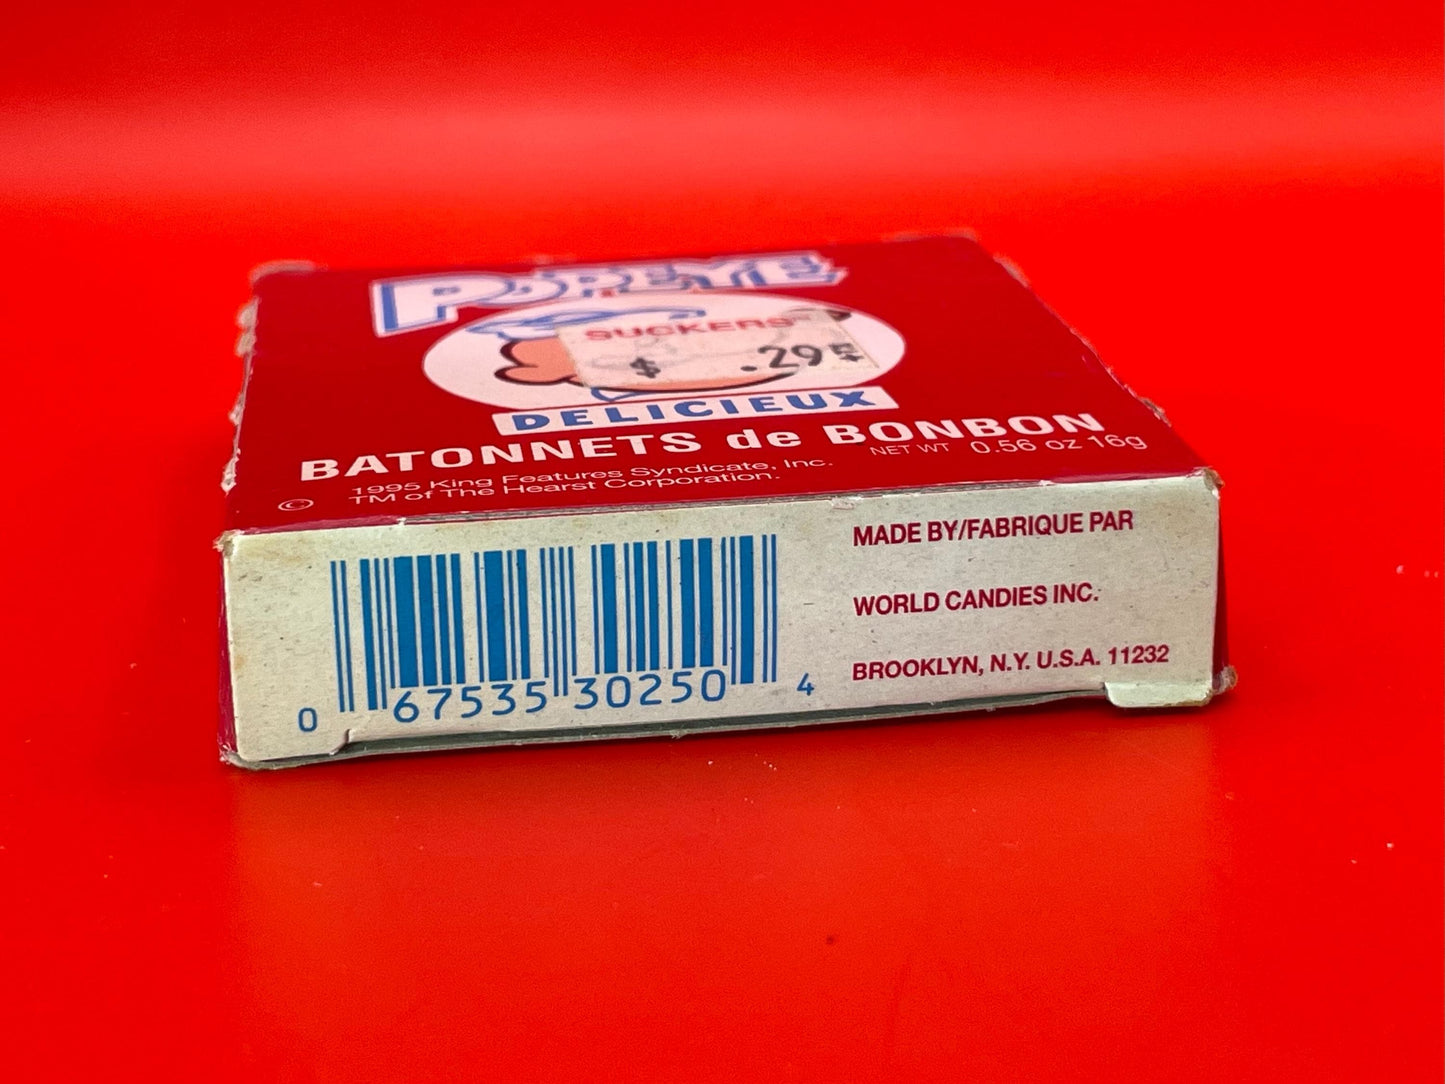 POPEYE
SUCKERS
$ .29¢
DELICIEUX
BATONNETS de BONBON
NET WT 0.56 oz 16g
© 1995 King Features Syndicate, Inc.
TM of The Hearst Corporation.
MADE BY/FABRIQUE PAR
WORLD CANDIES INC.
BROOKLYN, N.Y. U.S.A. 11232
0 67535 30250 4